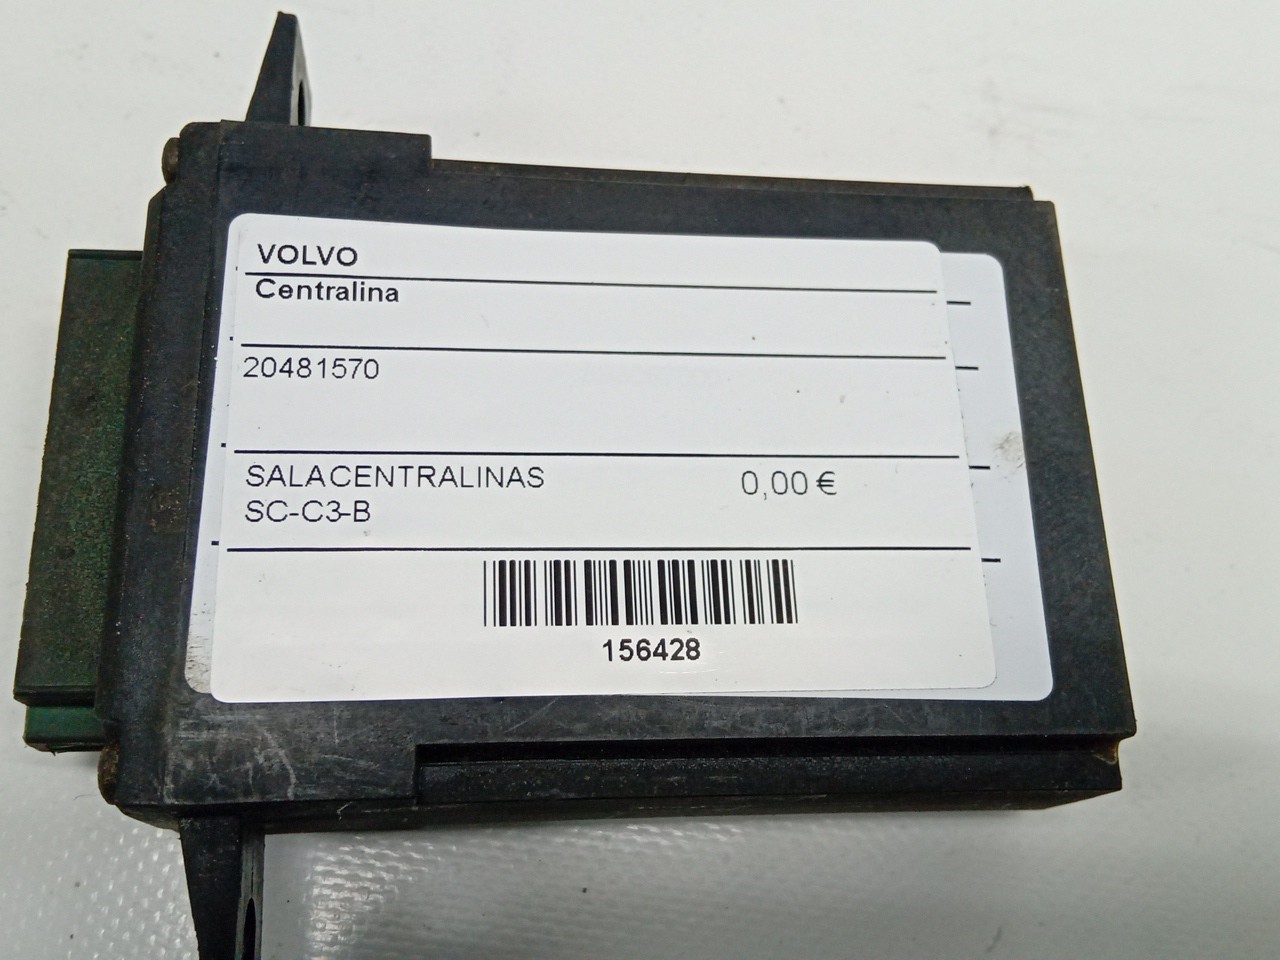 VOLVO
Centralina
20481570
SALACENTRALINAS 0,00 €
SC-C3-B
156428